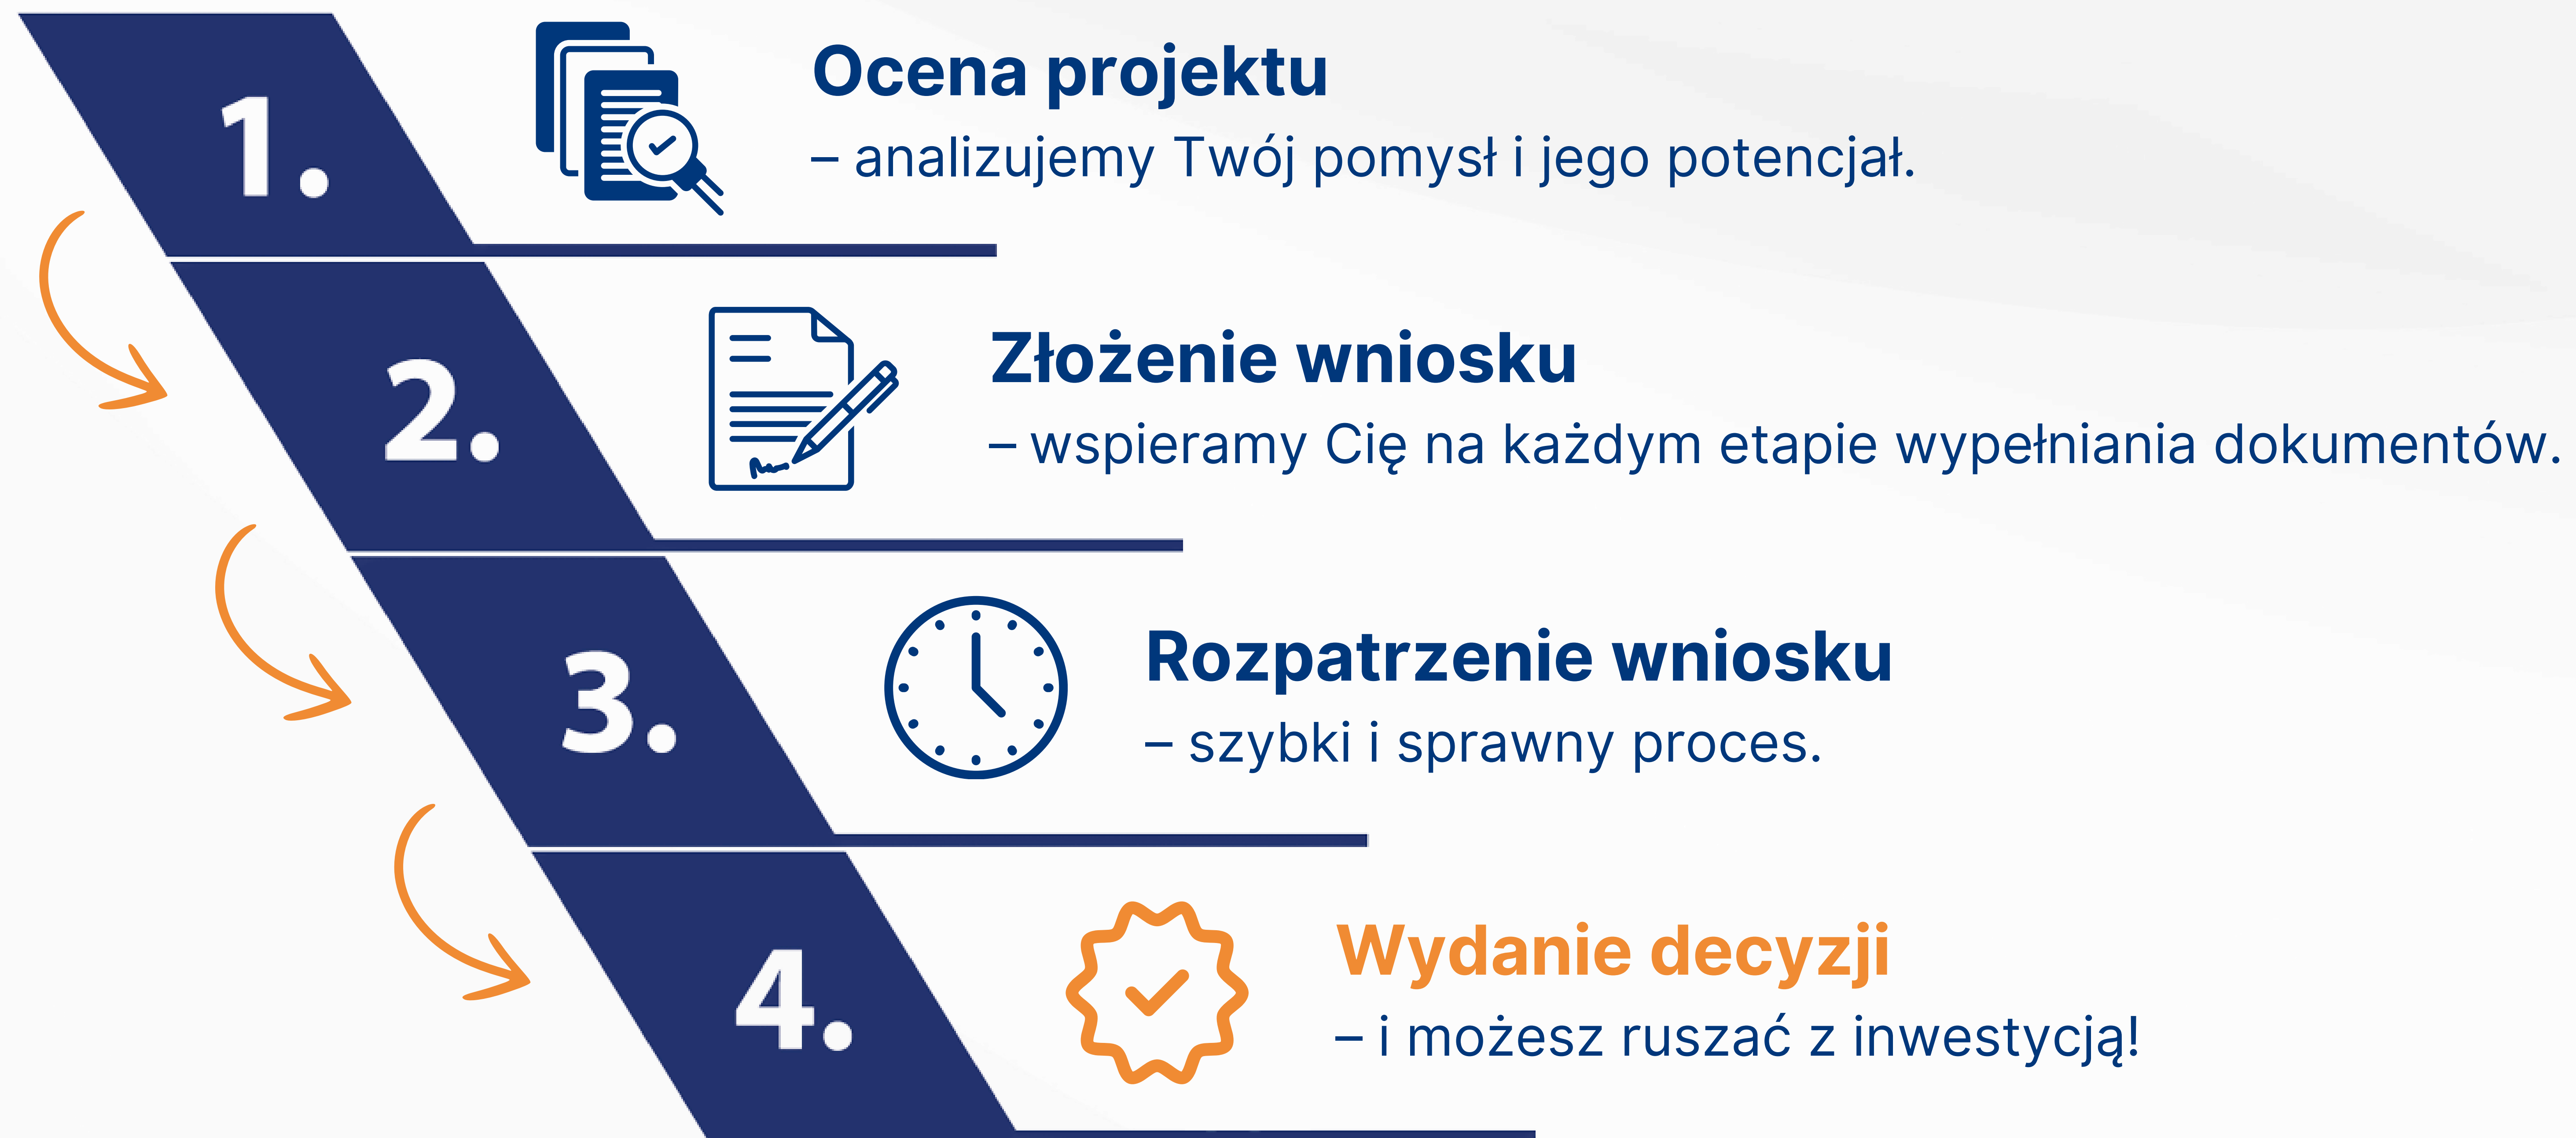 1.
Ocena projektu
– analizujemy Twój pomysł i jego potencjał.
2.
Złożenie wniosku
– wspieramy Cię na każdym etapie wypełniania dokumentów.
3.
Rozpatrzenie wniosku
– szybki i sprawny proces.
4.
Wydanie decyzji
– i możesz ruszać z inwestycją!